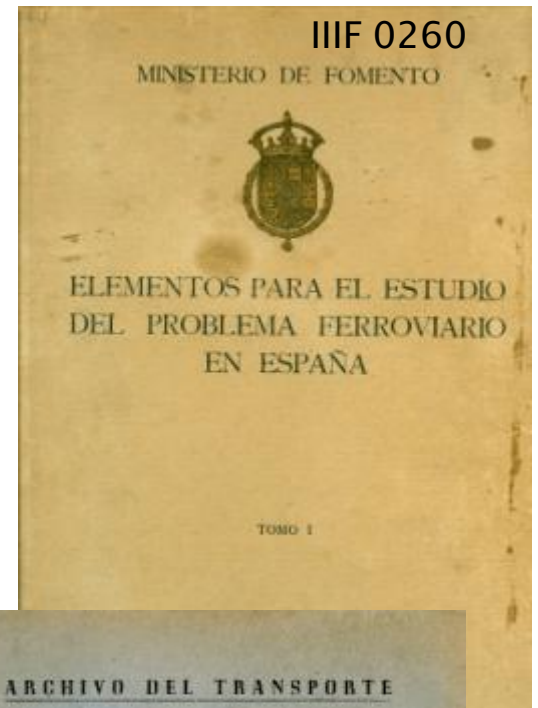 IIIF 0260
MINISTERIO DE FOMENTO
ELEMENTOS PARA EL ESTUDIO
DEL PROBLEMA FERROVIARIO
EN ESPAÑA
TOMO I
ARCHIVO DEL TRANSPORTE